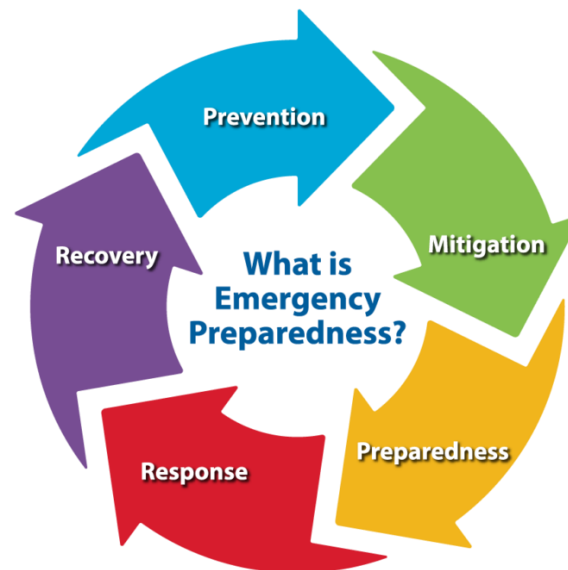 Prevention
Mitigation
Preparedness
Response
Recovery
What is
Emergency
Preparedness?